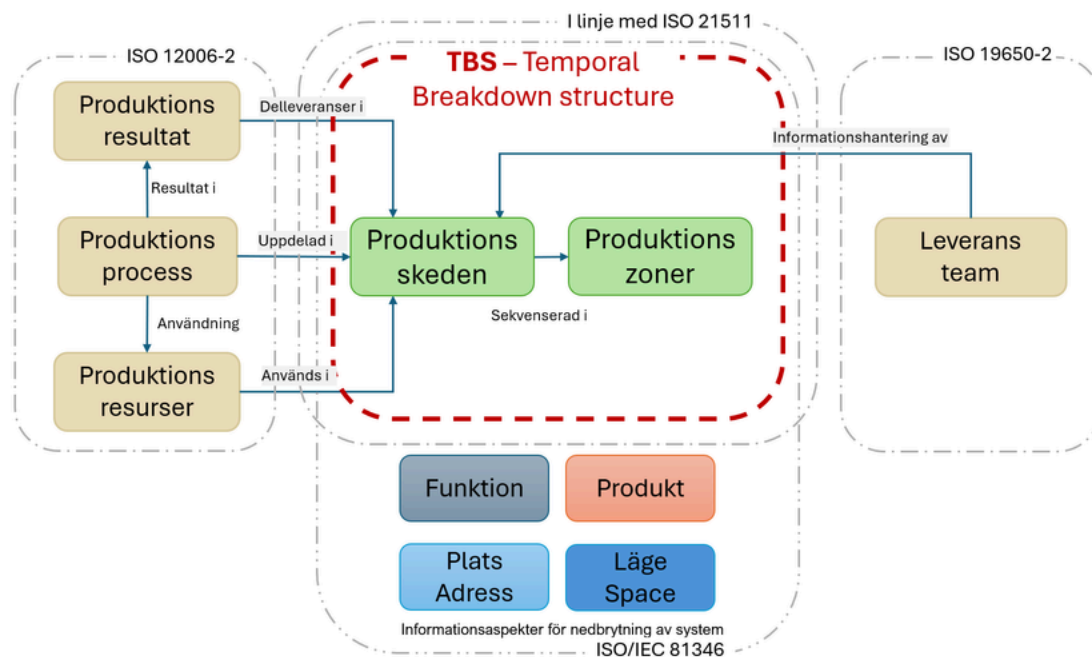 I linje med ISO 21511
ISO 12006-2
ISO 19650-2
TBS – Temporal
Breakdown structure
Produktions
resultat
Delleveranser i
Informationshantering av
Resultat i
Produktions
process
Uppdelad i
Produktions
skeden
Produktions
zoner
Leverans
team
Sekvenserad i
Användning
Produktions
resurser
Används i
Funktion
Produkt
Plats
Adress
Läge
Space
Informationsaspekter för nedbrytning av system
ISO/IEC 81346